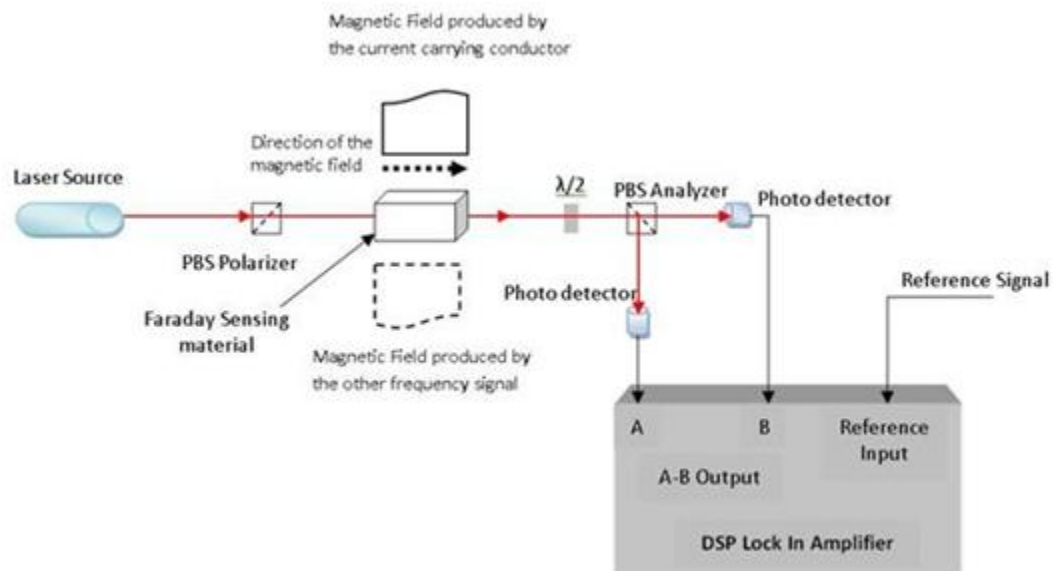 Magnetic Field produced by
the current carrying conductor
Direction of the
magnetic field
Laser Source
λ/2
PBS Analyzer
Photo detector
PBS Polarizer
Photo detector
Reference Signal
Faraday Sensing
material
Magnetic Field produced by
the other frequency signal
A
B
Reference
Input
A-B Output
DSP Lock In Amplifier